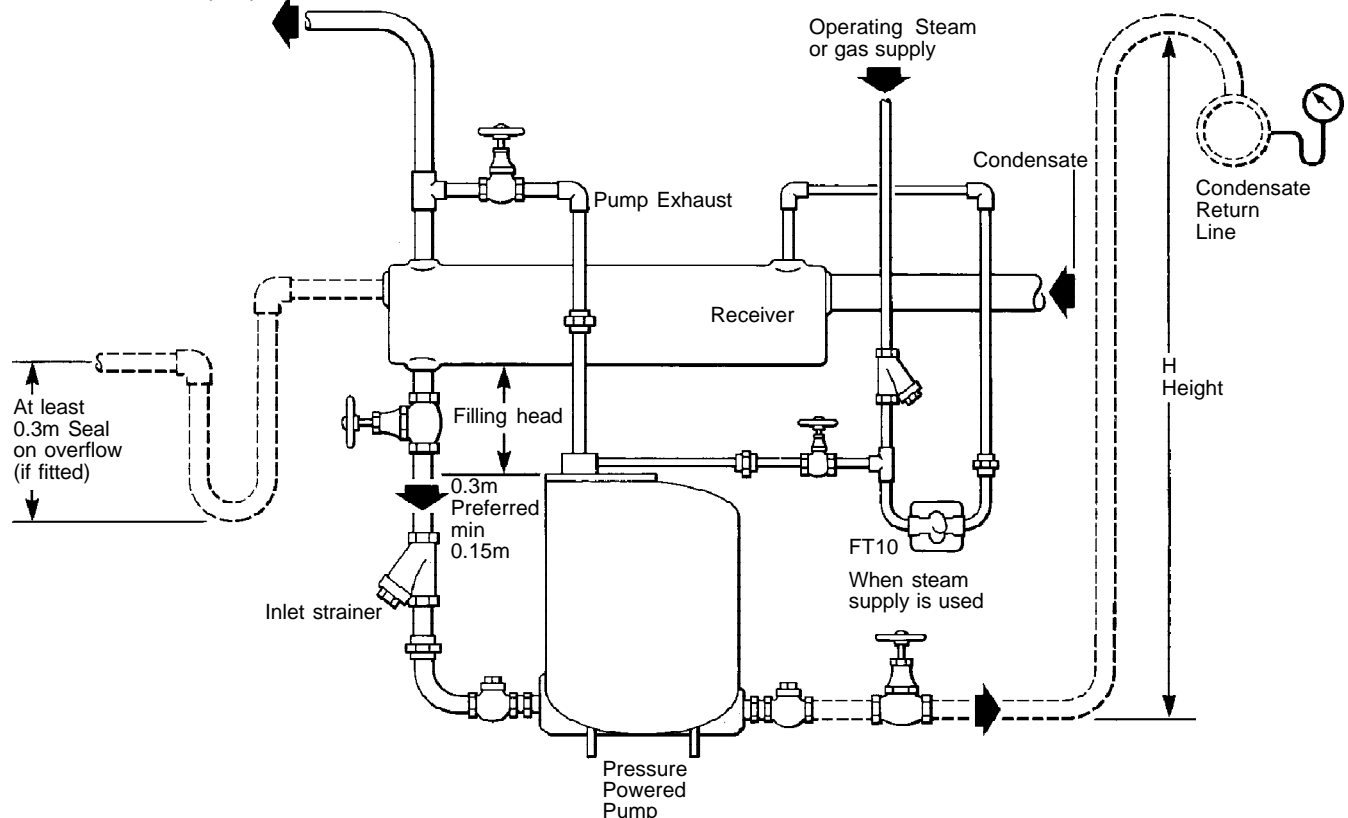 Operating Steam
or gas supply
Condensate
Condensate
Return
Line
Pump Exhaust
Receiver
H
Height
At least
0.3m Seal
on overflow
(if fitted)
Filling head
0.3m
Preferred
min
0.15m
FT10
When steam
supply is used
Inlet strainer
Pressure
Powered
Pump